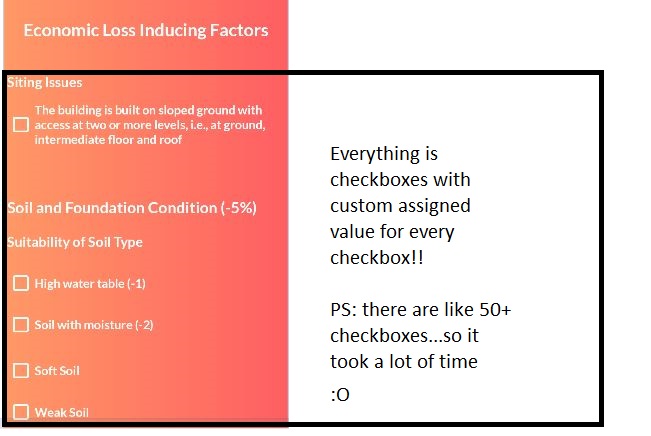 Economic Loss Inducing Factors
Siting Issues
The building is built on sloped ground with
access at two or more levels, i.e., at ground,
intermediate floor and roof
Soil and Foundation Condition (-5%)
Suitability of Soil Type
High water table (-1)
Soil with moisture (-2)
Soft Soil
Weak Soil
Everything is
checkboxes with
custom assigned
value for every
checkbox!!
PS: there are like 50+
checkboxes...so it
took a lot of time
:O